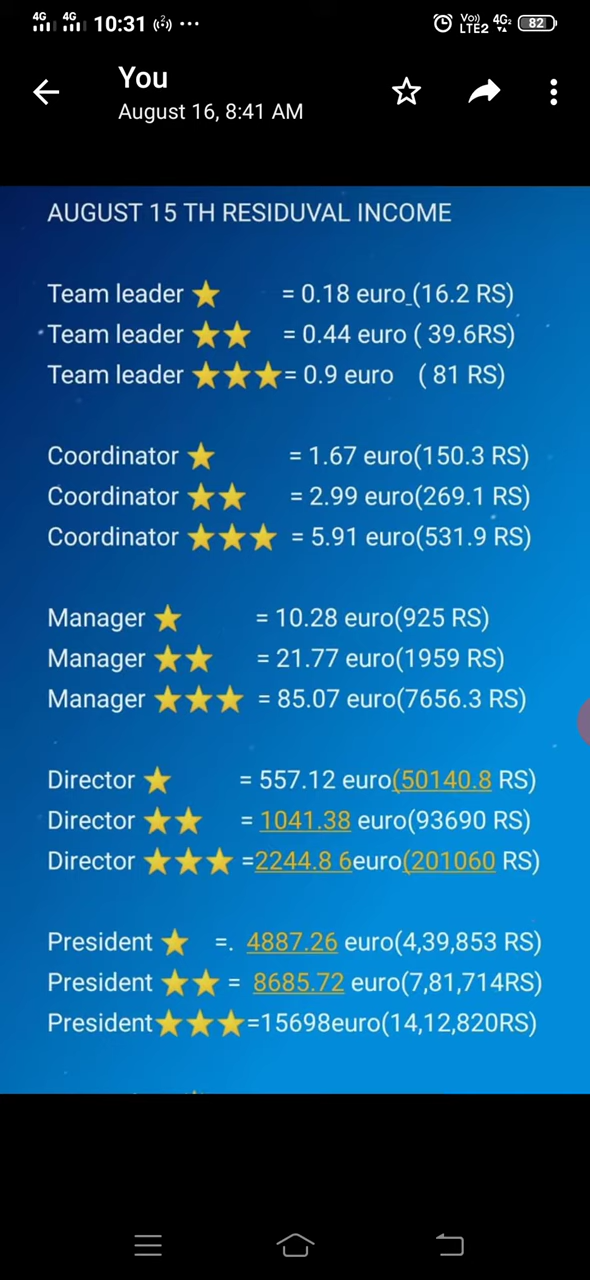 4G 4G 10:31 ••• Vo)) LTE2 4G2 82
You
August 16, 8:41 AM
AUGUST 15 TH RESIDUVAL INCOME
Team leader ⭐ = 0.18 euro (16.2 RS)
Team leader ⭐⭐ = 0.44 euro ( 39.6RS)
Team leader ⭐⭐⭐= 0.9 euro ( 81 RS)
Coordinator ⭐ = 1.67 euro(150.3 RS)
Coordinator ⭐⭐ = 2.99 euro(269.1 RS)
Coordinator ⭐⭐⭐ = 5.91 euro(531.9 RS)
Manager ⭐ = 10.28 euro(925 RS)
Manager ⭐⭐ = 21.77 euro(1959 RS)
Manager ⭐⭐⭐ = 85.07 euro(7656.3 RS)
Director ⭐ = 557.12 euro(50140.8 RS)
Director ⭐⭐ = 1041.38 euro(93690 RS)
Director ⭐⭐⭐ =2244.8 6euro(201060 RS)
President ⭐ =. 4887.26 euro(4,39,853 RS)
President ⭐⭐ = 8685.72 euro(7,81,714RS)
President⭐⭐⭐=15698euro(14,12,820RS)